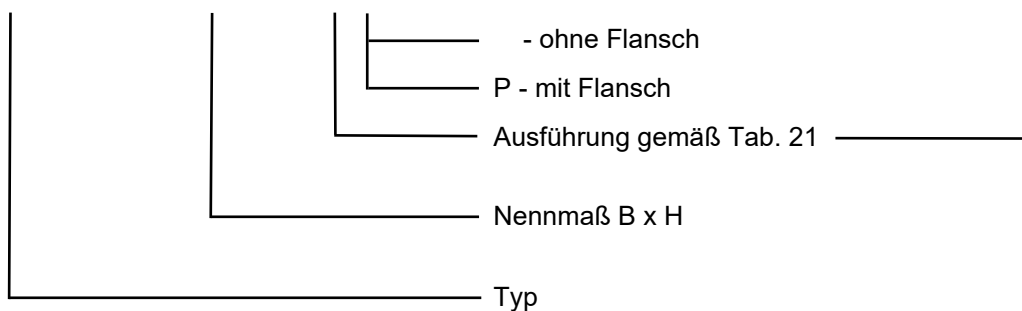 - ohne Flansch
P - mit Flansch
Ausführung gemäß Tab. 21
Nennmaß B x H
Typ